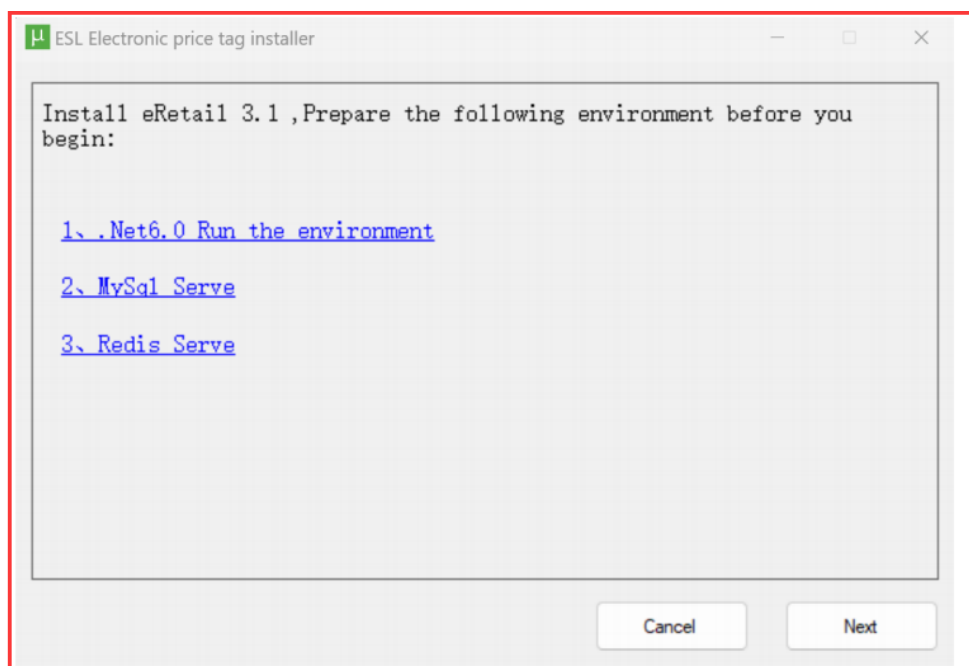 µ ESL Electronic price tag installer
Install eRetail 3.1 ,Prepare the following environment before you
begin:
1、.Net6.0 Run the environment
2、MySql Serve
3、Redis Serve
Cancel
Next